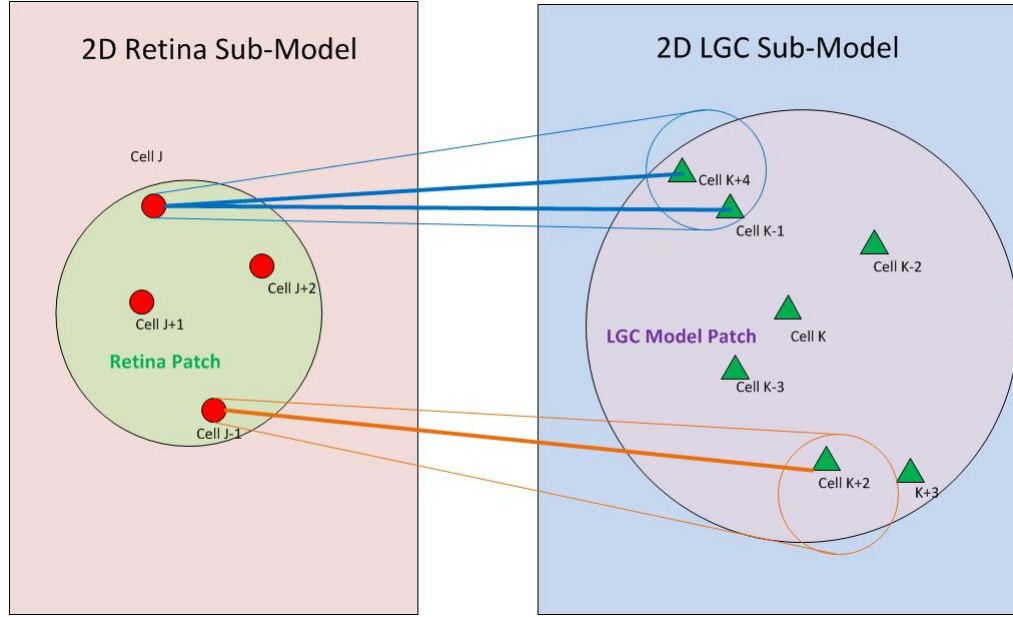 2D Retina Sub-Model
2D LGC Sub-Model
Cell J
Cell J+2
Cell J+1
Retina Patch
Cell J-1
Cell K+4
Cell K-1
Cell K-2
Cell K
LGC Model Patch
Cell K-3
Cell K+2
K+3